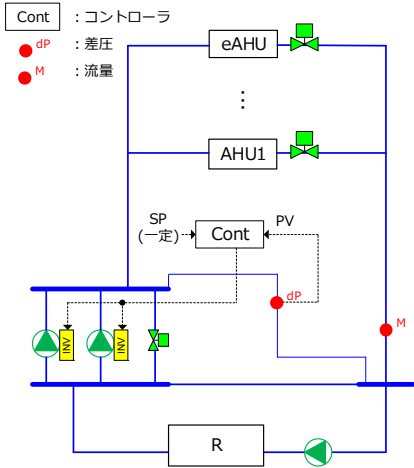 Cont ：コントローラ
dP ：差圧
M ：流量
eAHU
⋮
AHU1
SP
(一定)
PV
Cont
dP
M
INV
INV
R